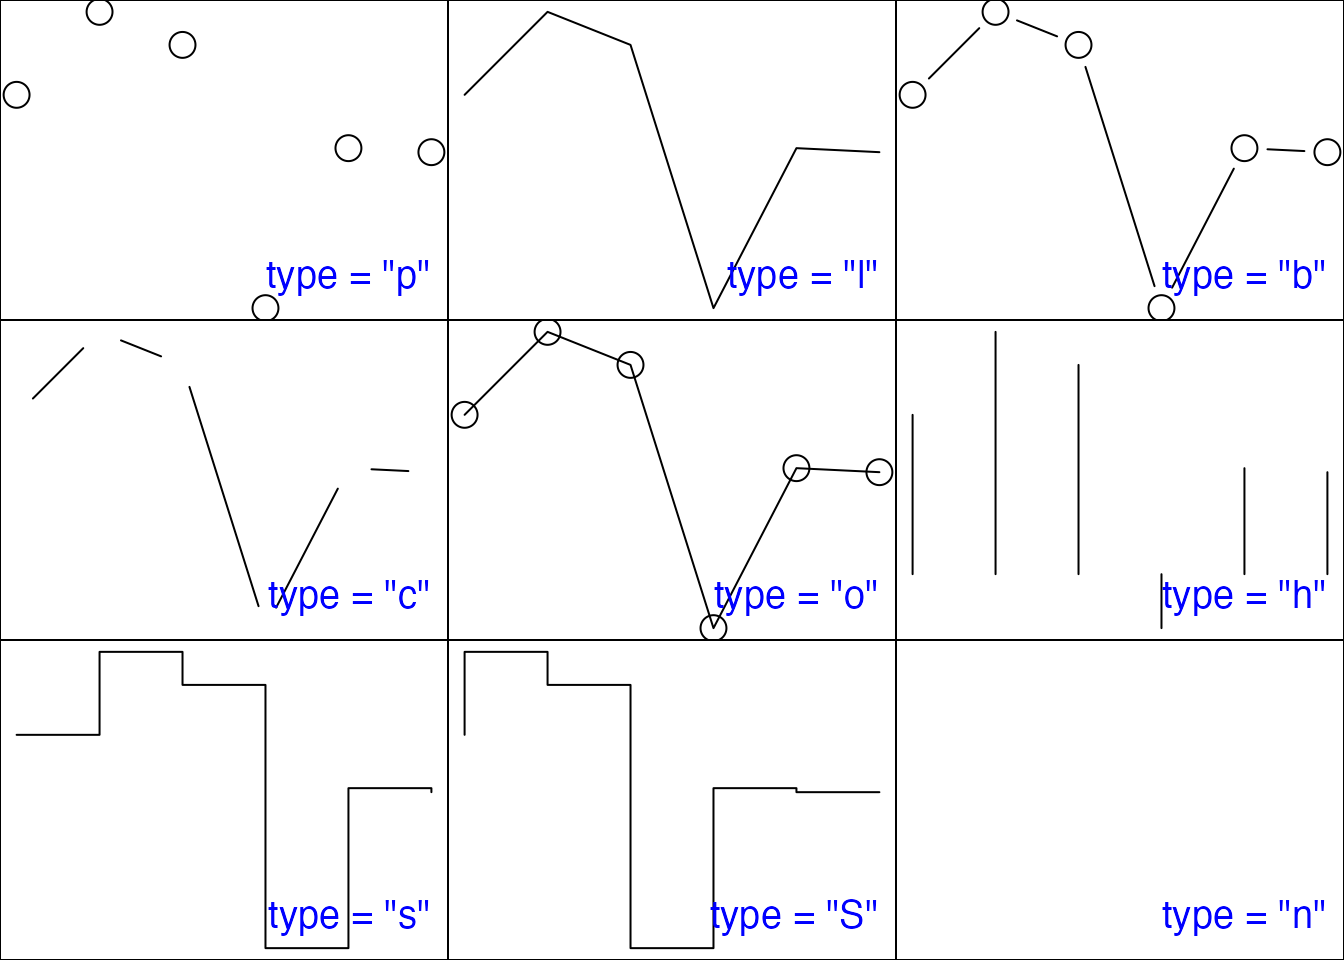 type = "p"
type = "l"
type = "b"
type = "c"
type = "o"
type = "h"
type = "s"
type = "S"
type = "n"